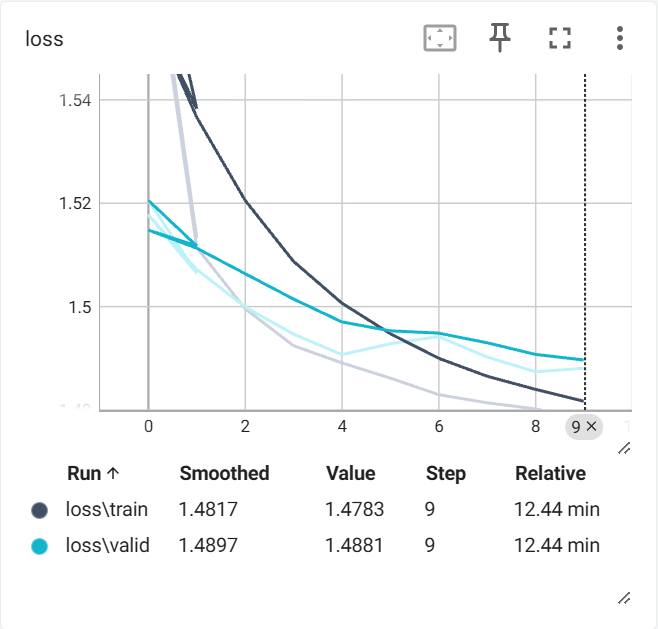 loss
1.54
1.52
1.5
0 2 4 6 8 9 ×
Run ↑ Smoothed Value Step Relative
loss\train 1.4817 1.4783 9 12.44 min
loss\valid 1.4897 1.4881 9 12.44 min